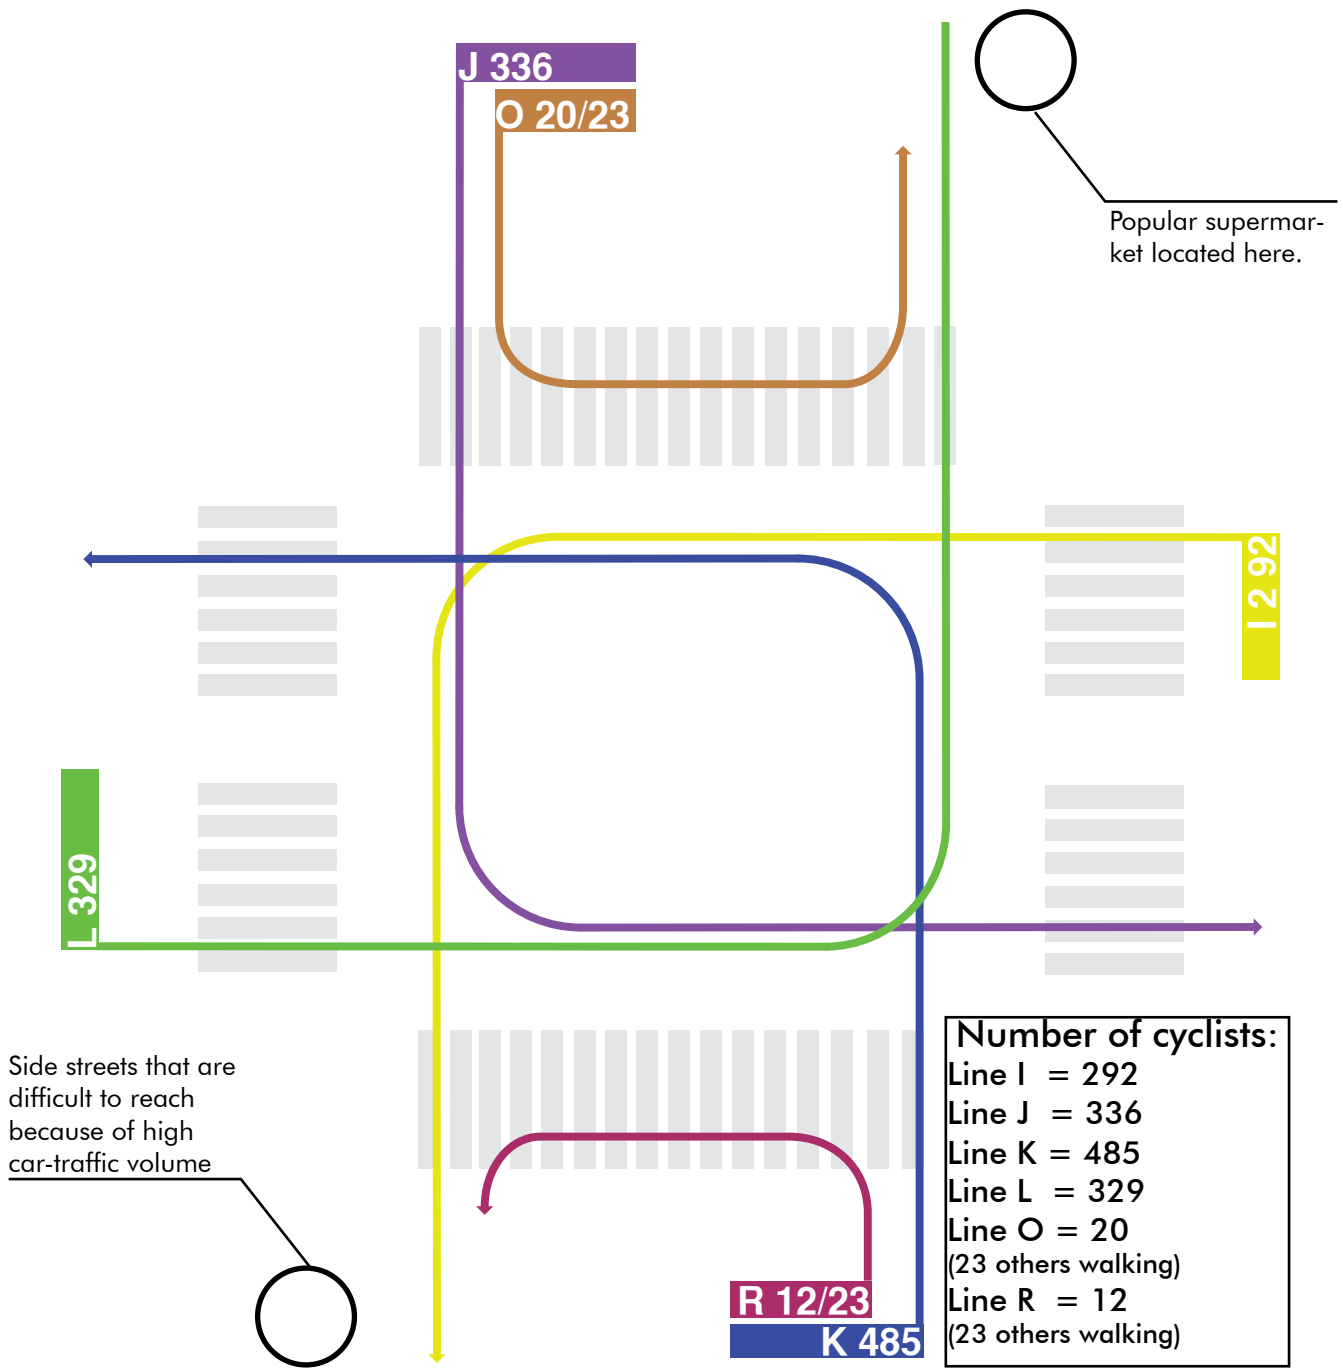 J 336
O 20/23
Popular supermar-
ket located here.
I 2 92
L 329
Side streets that are
difficult to reach
because of high
car-traffic volume
Number of cyclists:
Line I = 292
Line J = 336
Line K = 485
Line L = 329
Line O = 20
(23 others walking)
Line R = 12
(23 others walking)
R 12/23
K 485